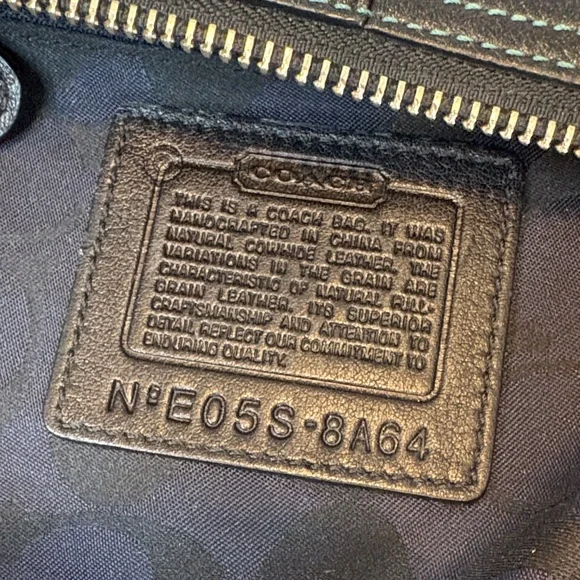 COACH
THIS IS A COACH BAG. IT WAS
HANDCRAFTED IN CHINA FROM
NATURAL COWHIDE LEATHER. THE
VARIATIONS IN THE GRAIN ARE
CHARACTERISTIC OF NATURAL FULL-
GRAIN LEATHER. ITS SUPERIOR
CRAFTSMANSHIP AND ATTENTION TO
DETAIL REFLECT OUR COMMITMENT TO
ENDURING QUALITY.
Nº E05S-8A64